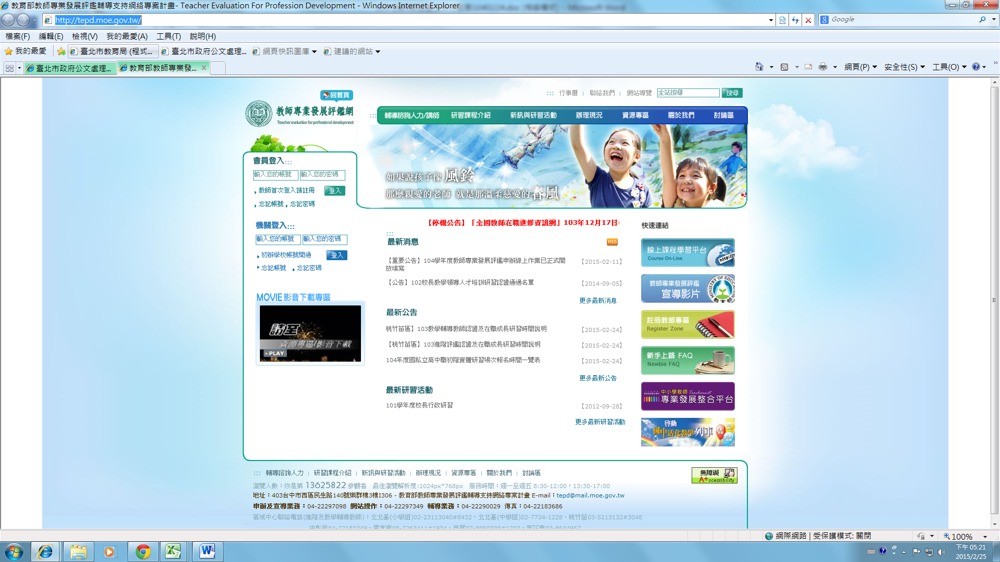 教育部教師專業發展評鑑輔導支持網絡專案計畫- Teacher Evaluation For Profession Development - Windows Internet Explorer
http://tepd.moe.gov.tw/
Google
檔案(F) 編輯(E) 檢視(V) 我的最愛(A) 工具(T) 說明(H)
我的最愛 臺北市教育局 (程式... 臺北市政府公文處理... 網頁快訊圖庫 建議的網站
臺北市政府公文處理... 教育部教師專業發... 網頁(P) 安全性(S) 工具(O)
回首頁
行事曆 聯絡我們 網站導覽 全站搜尋 搜尋
教師專業發展評鑑網
Teacher evaluation for professional development
輔導諮詢人力/講師 研習課程介紹 新訊與研習活動 辦理現況 資源專區 關於我們 討論區
如果說孩子像 風鈴
那麼親愛的老師 就是那溫柔慈愛的春風
會員登入
輸入您的帳號 輸入您的密碼
教師首次登入請註冊 登入
忘記帳號 忘記密碼
機關登入
輸入您的帳號 輸入您的密碼
初辦學校帳號開通 登入
忘記帳號 忘記密碼
MOVIE 影音下載專區
請至
資源專區/影音下載
PLAY
【停機公告】「全國教師在職進修資訊網」103年12月17日
最新消息 RSS
【重要公告】104學年度教師專業發展評鑑申辦線上作業已正式開放填寫 【2015-02-11】
【公告】102校長教學領導人才培訓研習認證通過名單 【2014-09-05】
更多最新消息
最新公告
桃竹苗區】103教學輔導教師認證及在職成長研習時間說明 【2015-02-24】
【桃竹苗區】103進階評鑑認證及在職成長研習時間說明 【2015-02-24】
104年度國私立高中職初階實體研習場次報名時間一覽表 【2015-02-24】
更多最新公告
最新研習活動
101學年度校長行政研習 【2012-09-28】
更多最新研習活動
快速連結
線上課程學習平台
Course On-Line
http://
教師專業發展評鑑
宣導影片
註冊教師專區
Register Zone
新手上路 FAQ
Newbie FAQ
中小學教師 Teachernet
專業發展整合平台
啓動
國中活化教學列車
輔導諮詢人力 研習課程介紹 新訊與研習活動 辦理現況 資源專區 關於我們 討論區
無障礙
A+ccessibility
瀏覽人數：你是第 13625822 參觀者 最佳瀏覽解析度:1024px*768px 服務時間：週一至週五 8:30-12:00，13:30-17:00
地址：403台中市西區民生路140號樂群樓3樓I306 - 教育部教師專業發展評鑑輔導支持網絡專案計畫 E-mail：tepd@mail.moe.gov.tw
申辦及宣導業務：04-22297098 網站操作：04-22297349 輔導業務：04-22290029 傳真：04-22183686
區域中心聯絡電話(進階及教學輔導教師)：北北基(小學組)02-23113040#8432、北北基(中學組)02-7734-1228、桃竹苗03-5213132#3048
中彰投04-22183349、雲嘉南05-2263411#1934、高屏07-8060505#1203、宜花東03-8634967
網際網路 | 受保護模式: 關閉 100%
下午 05:21
2015/2/25